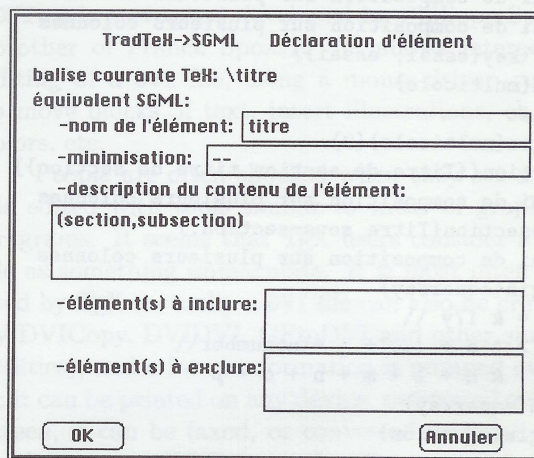 TradTeX->SGML Déclaration d'élément
balise courante TeX: \titre
équivalent SGML:
-nom de l'élément: titre
-minimisation: --
-description du contenu de l'élément:
(section,subsection)
-élément(s) à inclure:
-élément(s) à exclure:
OK Annuler